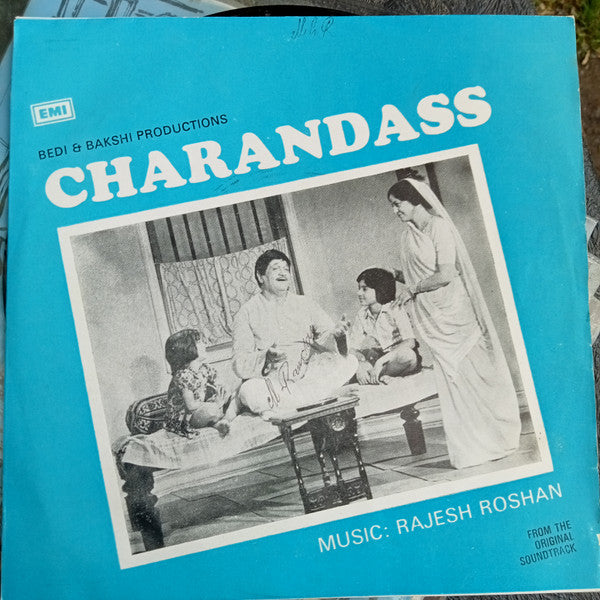 EMI
BEDI & BAKSHI PRODUCTIONS
CHARANDASS
MUSIC: RAJESH ROSHAN
FROM THE
ORIGINAL
SOUNDTRACK